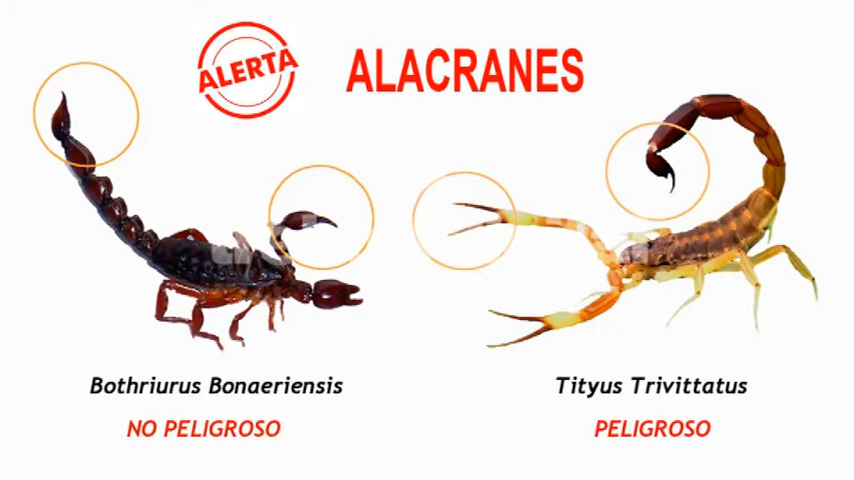 ALERTA
ALACRANES
Bothriurus Bonaeriensis
Tityus Trivittatus
NO PELIGROSO
PELIGROSO